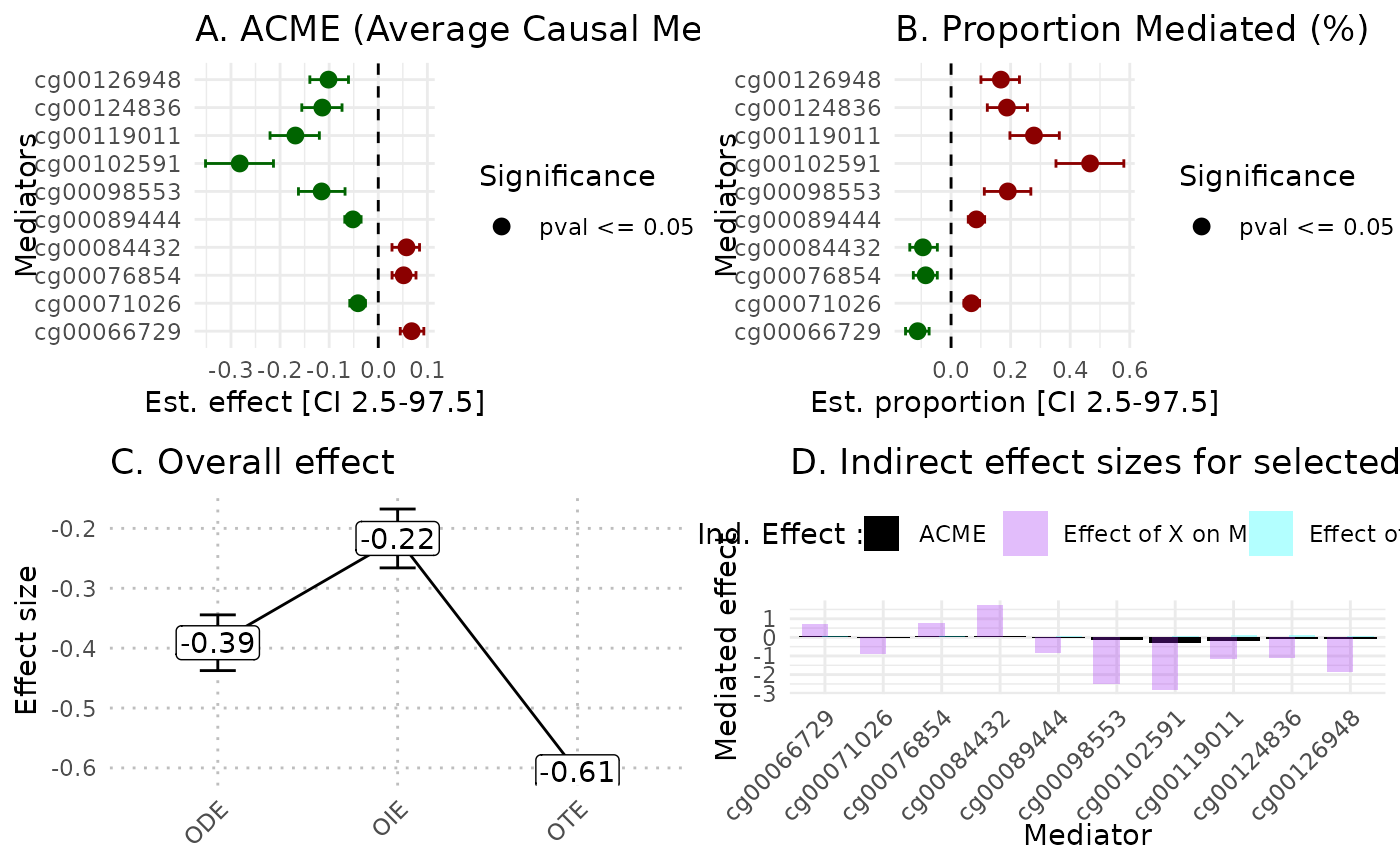 A. ACME (Average Causal Me
cg00126948
cg00124836
cg00119011
cg00102591
cg00098553
cg00089444
cg00084432
cg00076854
cg00071026
cg00066729
Mediators
-0.3 -0.2 -0.1 0.0 0.1
Est. effect [CI 2.5-97.5]
Significance
pval <= 0.05
B. Proportion Mediated (%)
cg00126948
cg00124836
cg00119011
cg00102591
cg00098553
cg00089444
cg00084432
cg00076854
cg00071026
cg00066729
Mediators
0.0 0.2 0.4 0.6
Est. proportion [CI 2.5-97.5]
Significance
pval <= 0.05
C. Overall effect
Effect size
-0.2
-0.3
-0.4
-0.5
-0.6
-0.39
-0.22
-0.61
ODE
OIE
OTE
D. Indirect effect sizes for selected
Ind. Effect : ACME Effect of X on M Effect of
Mediated effect
1
0
-1
-2
-3
cg00066729
cg00071026
cg00076854
cg00084432
cg00089444
cg00098553
cg00102591
cg00119011
cg00124836
cg00126948
Mediator